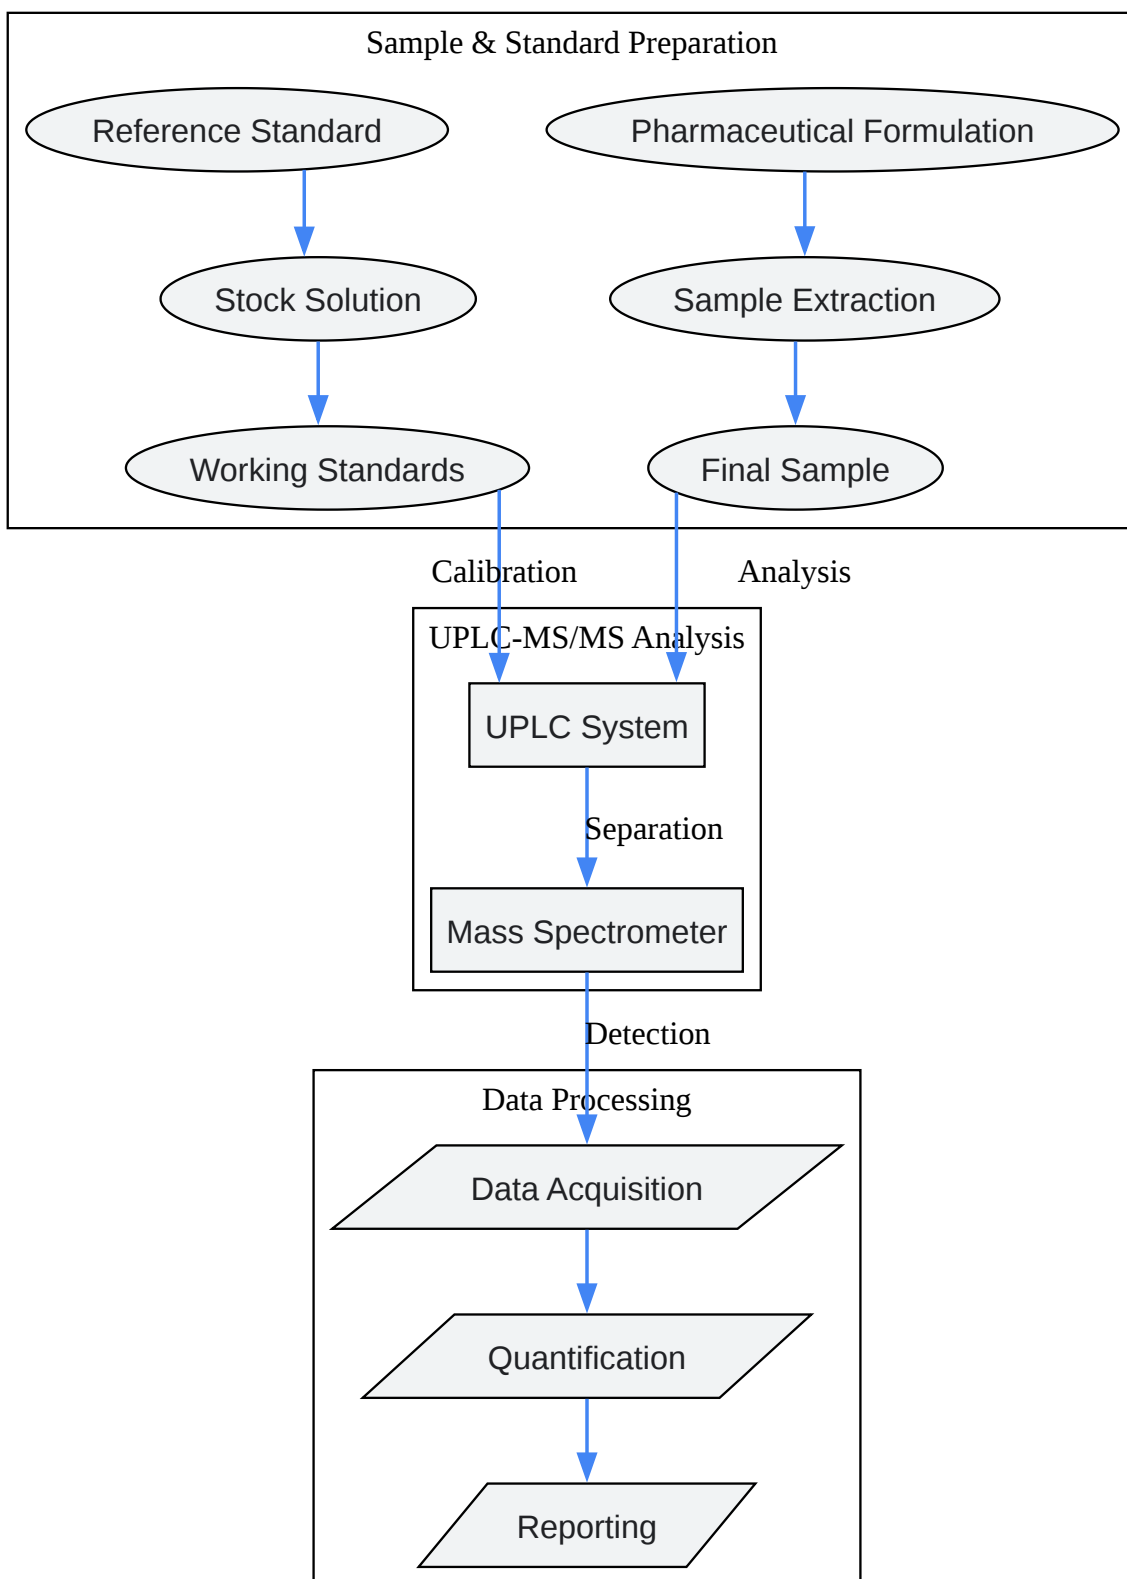 Sample & Standard Preparation
Reference Standard
Pharmaceutical Formulation
Stock Solution
Sample Extraction
Working Standards
Final Sample
Calibration
Analysis
UPLC-MS/MS Analysis
UPLC System
Separation
Mass Spectrometer
Detection
Data Processing
Data Acquisition
Quantification
Reporting